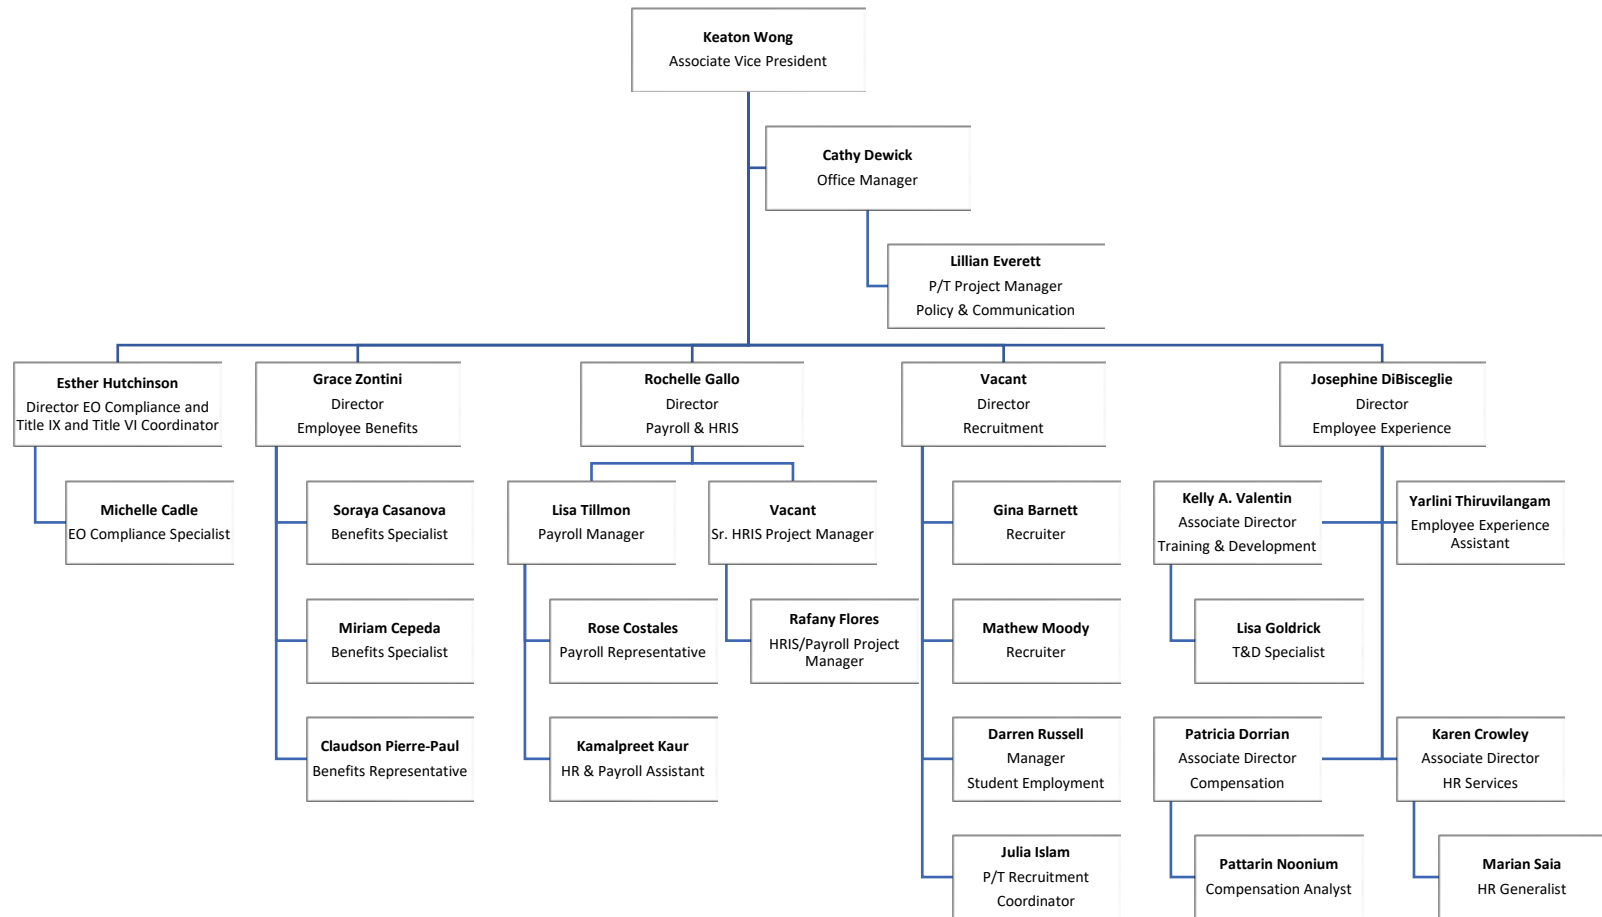 Keaton Wong
Associate Vice President
Cathy Dewick
Office Manager
Lillian Everett
P/T Project Manager
Policy & Communication
Esther Hutchinson
Director EO Compliance and
Title IX and Title VI Coordinator
Michelle Cadle
EO Compliance Specialist
Grace Zontini
Director
Employee Benefits
Soraya Casanova
Benefits Specialist
Miriam Cepeda
Benefits Specialist
Claudson Pierre-Paul
Benefits Representative
Rochelle Gallo
Director
Payroll & HRIS
Lisa Tillmon
Payroll Manager
Rose Costales
Payroll Representative
Kamalpreet Kaur
HR & Payroll Assistant
Vacant
Sr. HRIS Project Manager
Rafany Flores
HRIS/Payroll Project
Manager
Vacant
Director
Recruitment
Gina Barnett
Recruiter
Mathew Moody
Recruiter
Darren Russell
Manager
Student Employment
Julia Islam
P/T Recruitment
Coordinator
Josephine DiBisceglie
Director
Employee Experience
Kelly A. Valentin
Associate Director
Training & Development
Lisa Goldrick
T&D Specialist
Yarlini Thiruvilangam
Employee Experience
Assistant
Patricia Dorrian
Associate Director
Compensation
Pattarin Noonium
Compensation Analyst
Karen Crowley
Associate Director
HR Services
Marian Saia
HR Generalist